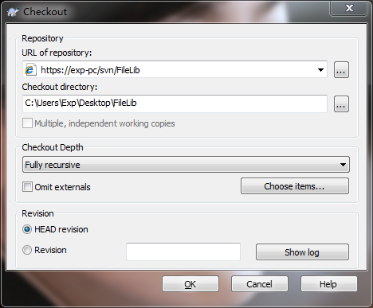 Checkout
Repository
URL of repository:
https://exp-pc/svn/FileLib
...
Checkout directory:
C:\Users\Exp\Desktop\FileLib
...
Multiple, independent working copies
Checkout Depth
Fully recursive
Omit externals
Choose items...
Revision
HEAD revision
Revision
Show log
OK Cancel Help